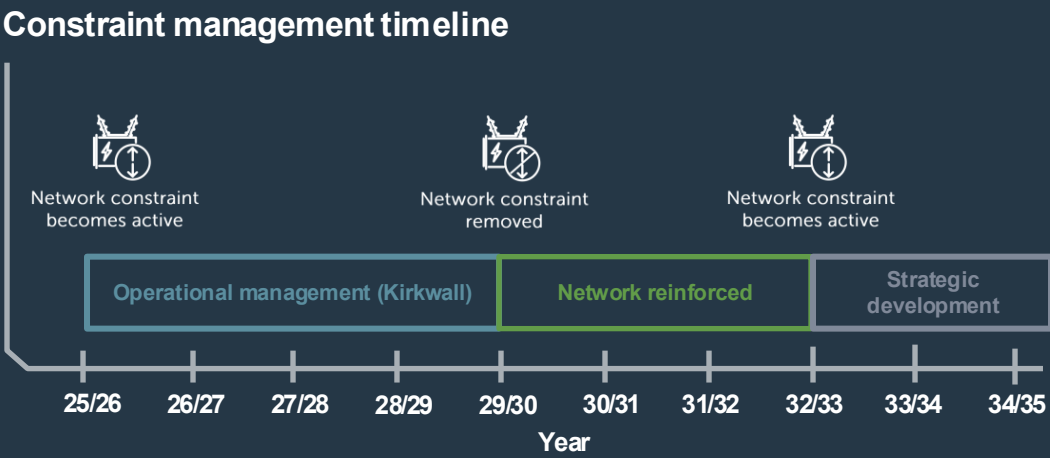 Constraint management timeline
Network constraint
becomes active
Network constraint
removed
Network constraint
becomes active
Operational management (Kirkwall)
Network reinforced
Strategic
development
25/26
26/27
27/28
28/29
29/30
30/31
31/32
32/33
33/34
34/35
Year